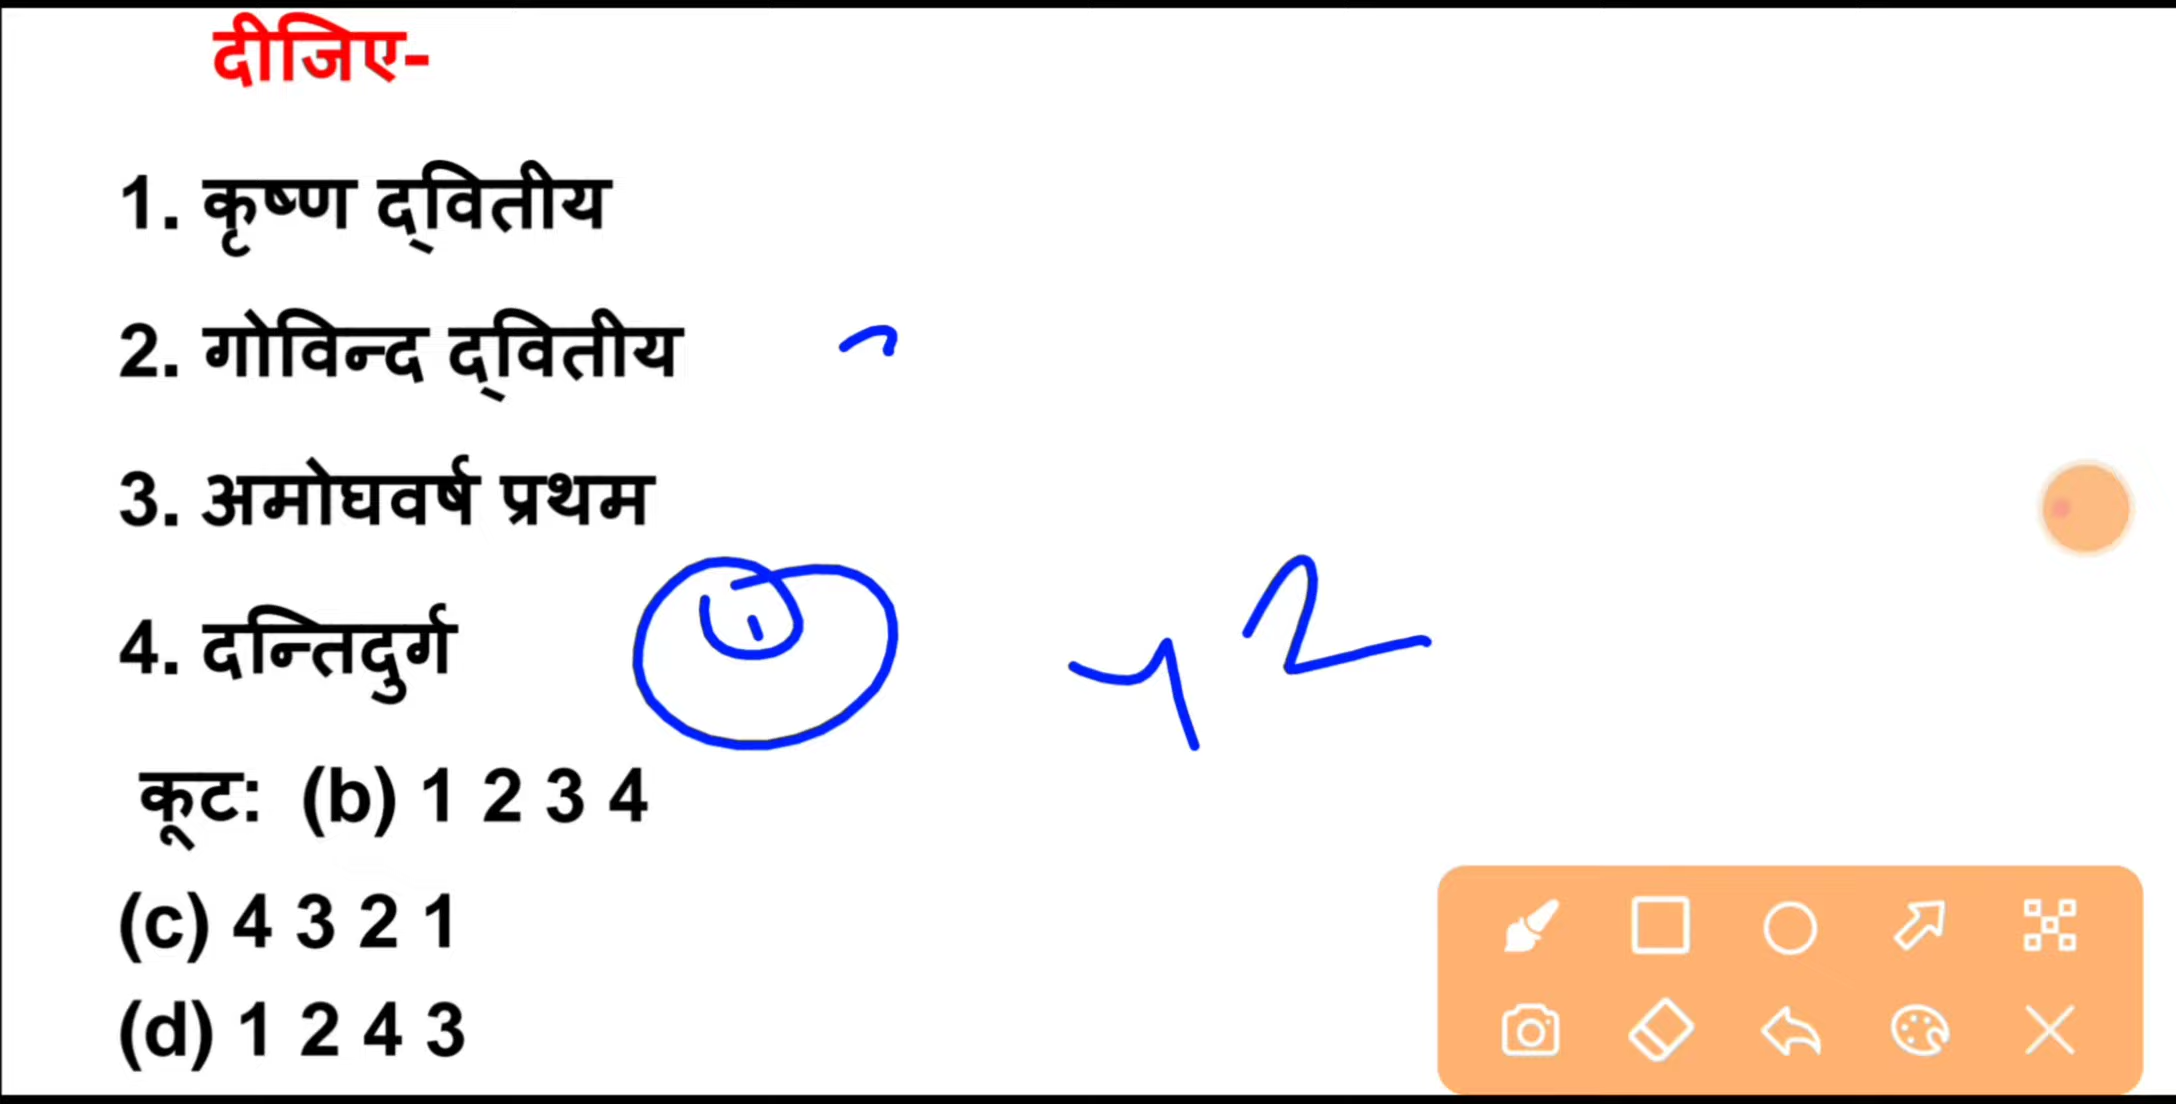 दीजिए-
1. कृष्ण द्‌वितीय
2. गोविन्द द्‌वितीय
3. अमोघवर्ष प्रथम
4. दन्तिदुर्ग
कूट: (b) 1 2 3 4
(c) 4 3 2 1
(d) 1 2 4 3